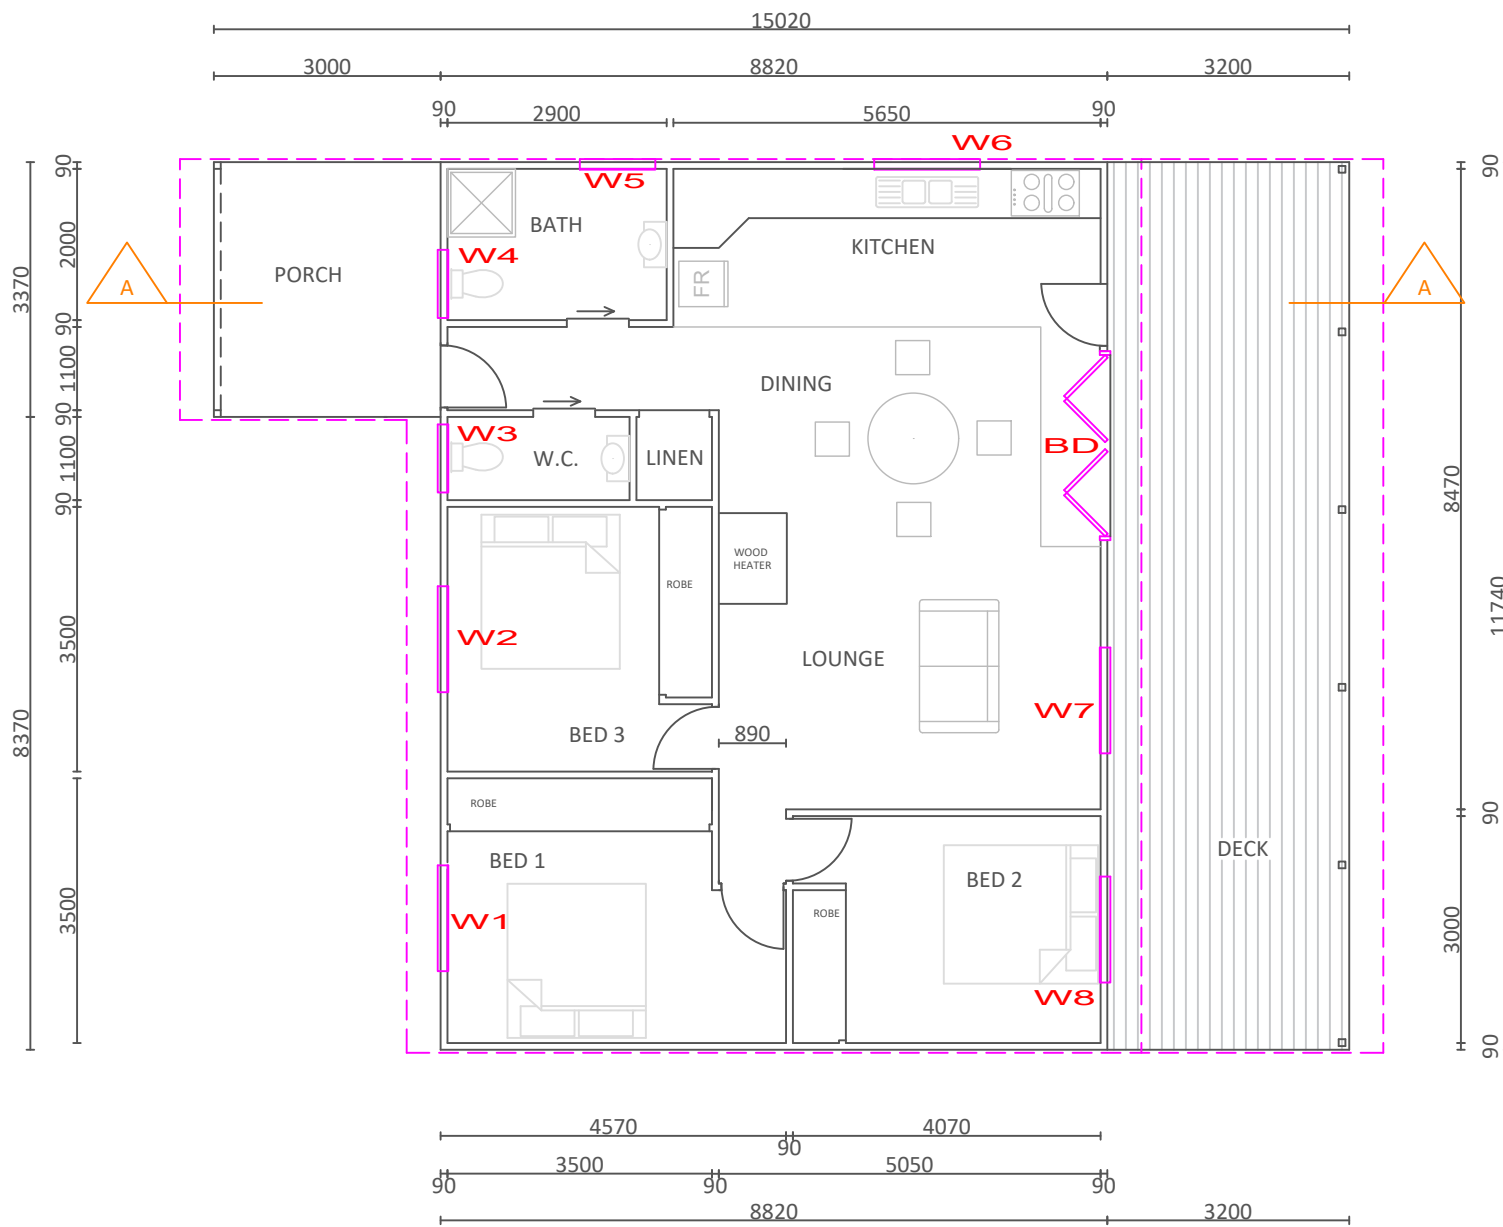 15020
3000 8820 3200
90 2900 5650 90
W6
W5
90 90
BATH
2000 W4 KITCHEN
PORCH
A FR A
3370
90
1100 DINING
90
W3 BD
1100 W.C. LINEN
90 8470
WOOD
HEATER
ROBE
11740
3500 W2
LOUNGE
W7
8370 BED 3 890
ROBE 90
BED 1 DECK
BED 2
3500 W1 ROBE 3000
W8
90
4570 4070
90
3500 5050
90 90 90
8820 3200